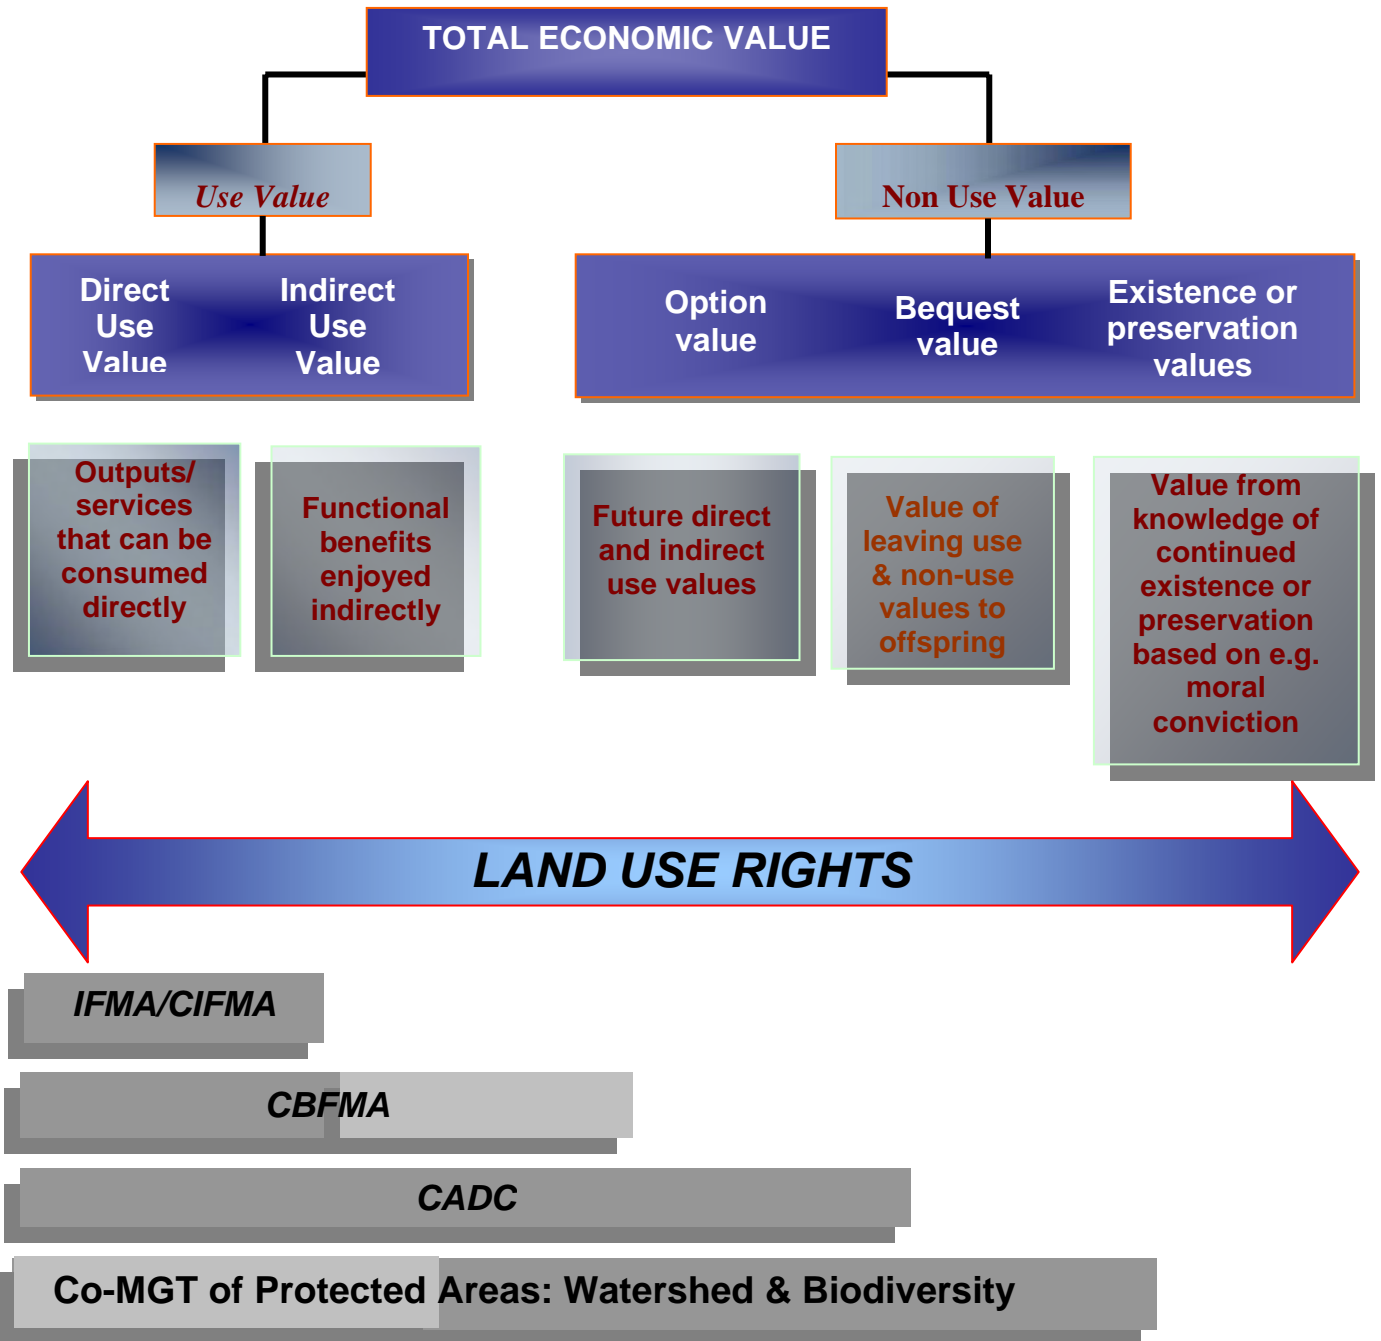 TOTAL ECONOMIC VALUE
Use Value
Non Use Value
Direct
Use
Value
Indirect
Use
Value
Option
value
Bequest
value
Existence or
preservation
values
Outputs/
services
that can be
consumed
directly
Functional
benefits
enjoyed
indirectly
Future direct
and indirect
use values
Value of
leaving use
& non-use
values to
offspring
Value from
knowledge of
continued
existence or
preservation
based on e.g.
moral
conviction
LAND USE RIGHTS
IFMA/CIFMA
CBFMA
CADC
Co-MGT of Protected Areas: Watershed & Biodiversity